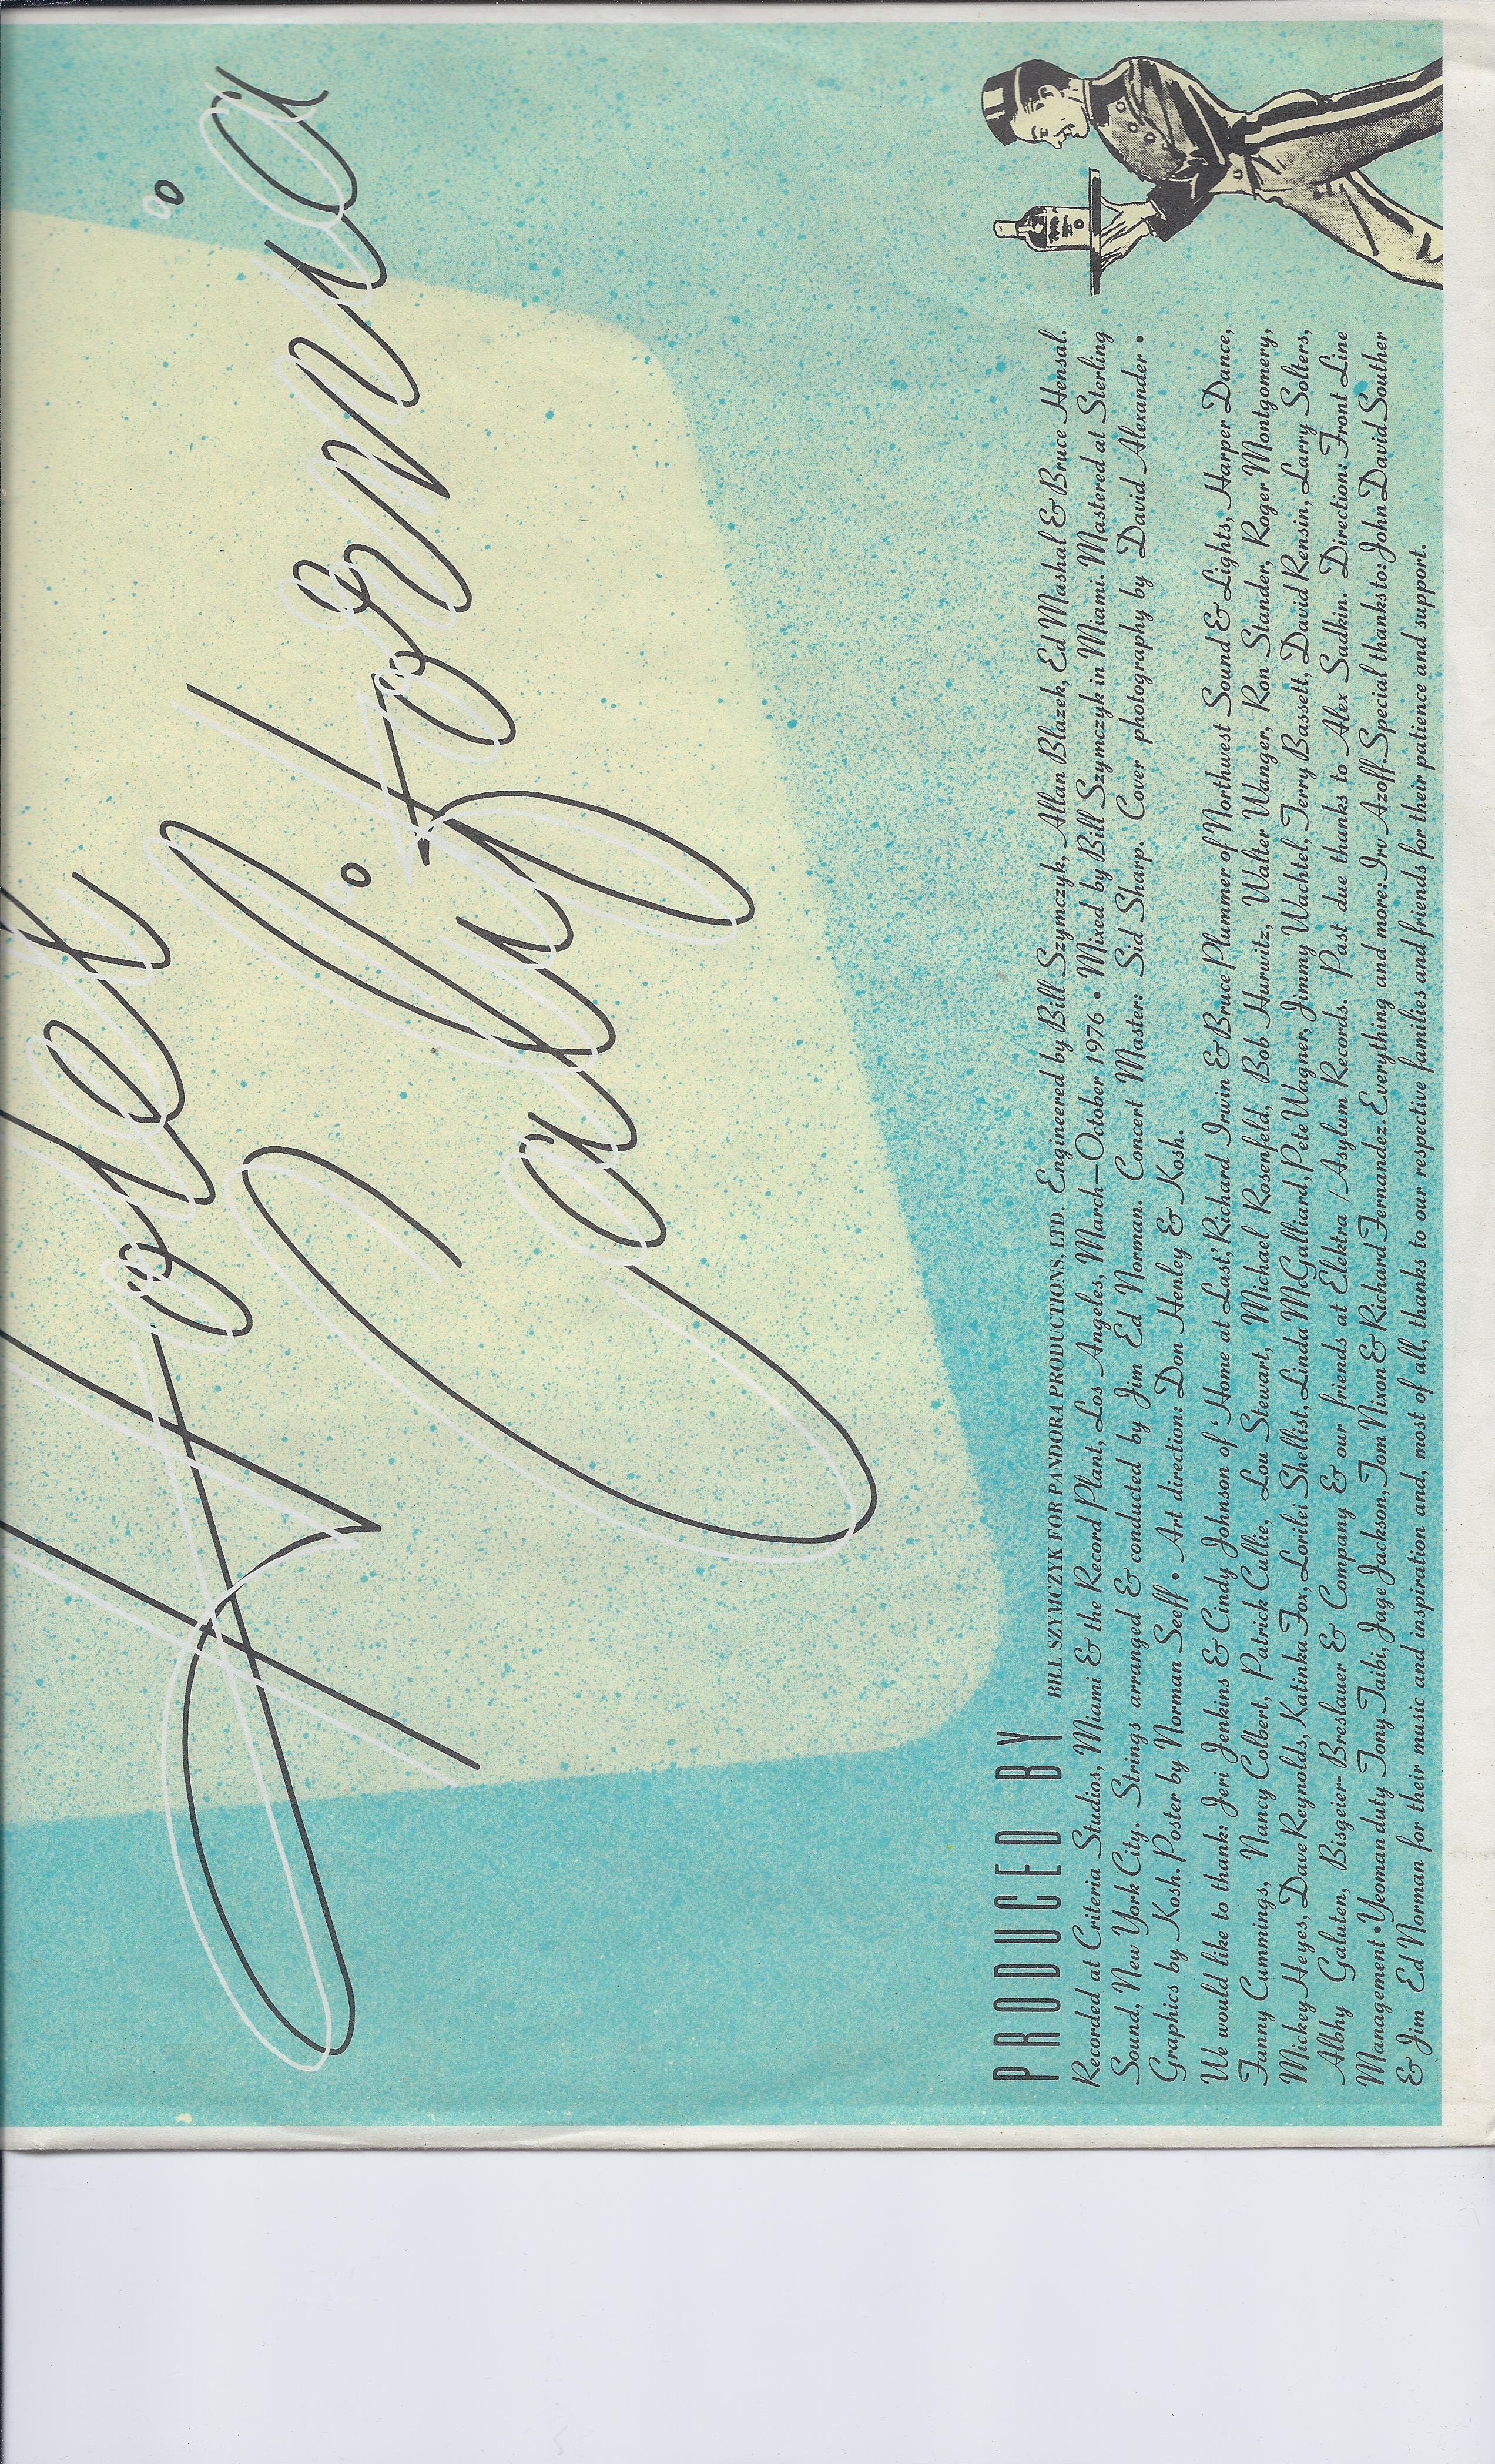 Hotel
California
PRODUCED BY BILL SZYMCZYK FOR PANDORA PRODUCTIONS, LTD. Engineered by Bill Szymczyk, Allan Blazek, Ed Mashal & Bruce Hensal.
Recorded at Criteria Studios, Miami & the Record Plant, Los Angeles, March—October 1976 • Mixed by Bill Szymczyk in Miami. Mastered at Sterling
Sound, New York City. Strings arranged & conducted by Jim Ed Norman. Concert Master: Sid Sharp. Cover photography by David Alexander •
Graphics by Kosh. Poster by Norman Seeff • Art direction: Don Henley & Kosh.
We would like to thank: Jeri Jenkins & Cindy Johnson of 'Home at Last,' Richard Irwin & Bruce Plummer of Northwest Sound & Lights, Harper Dance,
Fanny Cummings, Nancy Colbert, Patrick Cullie, Lou Stewart, Michael Rosenfeld, Bob Hurwitz, Walter Wanger, Ron Stander, Roger Montgomery,
Mickey Heyes, Dave Reynolds, Katinka Fox, Lorilei Shellist, Linda McGalliard, Pete Wagner, Jimmy Wachtel, Terry Bassett, David Rensin, Larry Solters,
Albhy Galuten, Bisgeier-Breslauer & Company & our friends at Elektra / Asylum Records. Past due thanks to Alex Sadkin. Direction: Front Line
Management • Yeoman duty Tony Taibi, Jage Jackson, Tom Nixon & Richard Fernandez. Everything and more: Irv Azoff. Special thanks to: John David Souther
& Jim Ed Norman for their music and inspiration and, most of all, thanks to our respective families and friends for their patience and support.